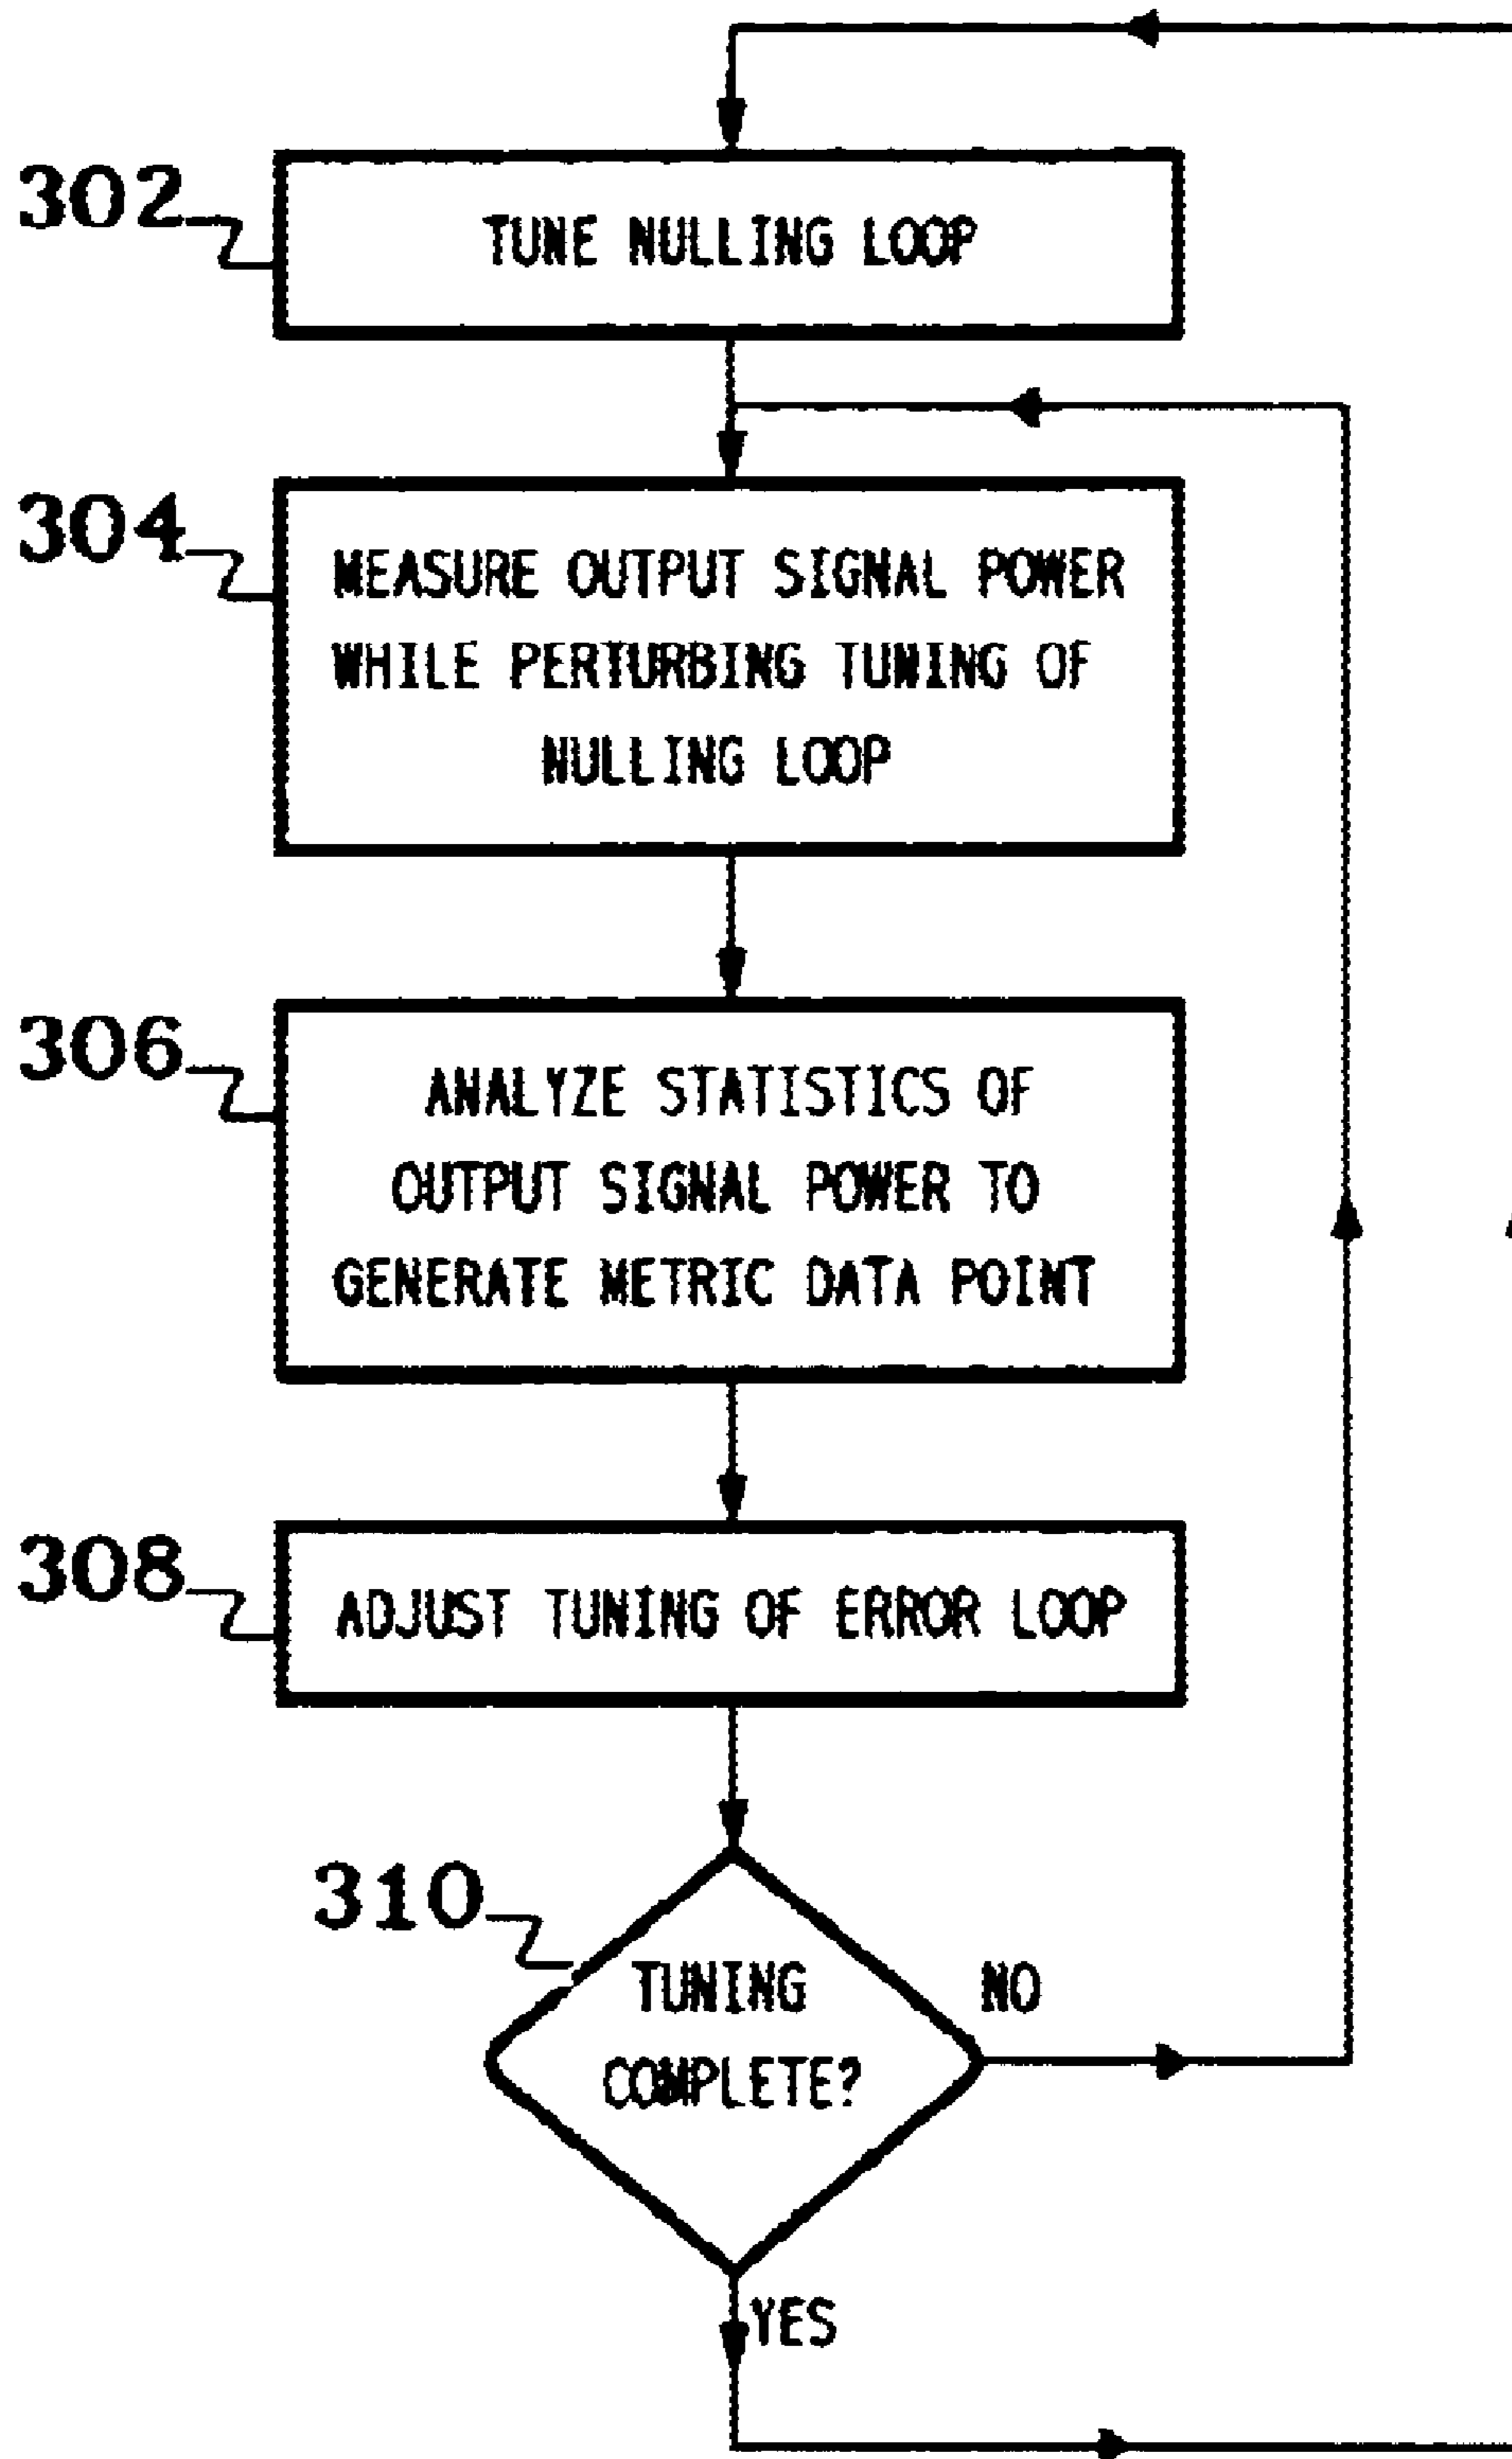 302
TUNE NULLING LOOP
304
MEASURE OUTPUT SIGNAL POWER
WHILE PERTURBING TUNING OF
NULLING LOOP
306
ANALYZE STATISTICS OF
OUTPUT SIGNAL POWER TO
GENERATE METRIC DATA POINT
308
ADJUST TUNING OF ERROR LOOP
310
TUNING
COMPLETE?
NO
YES